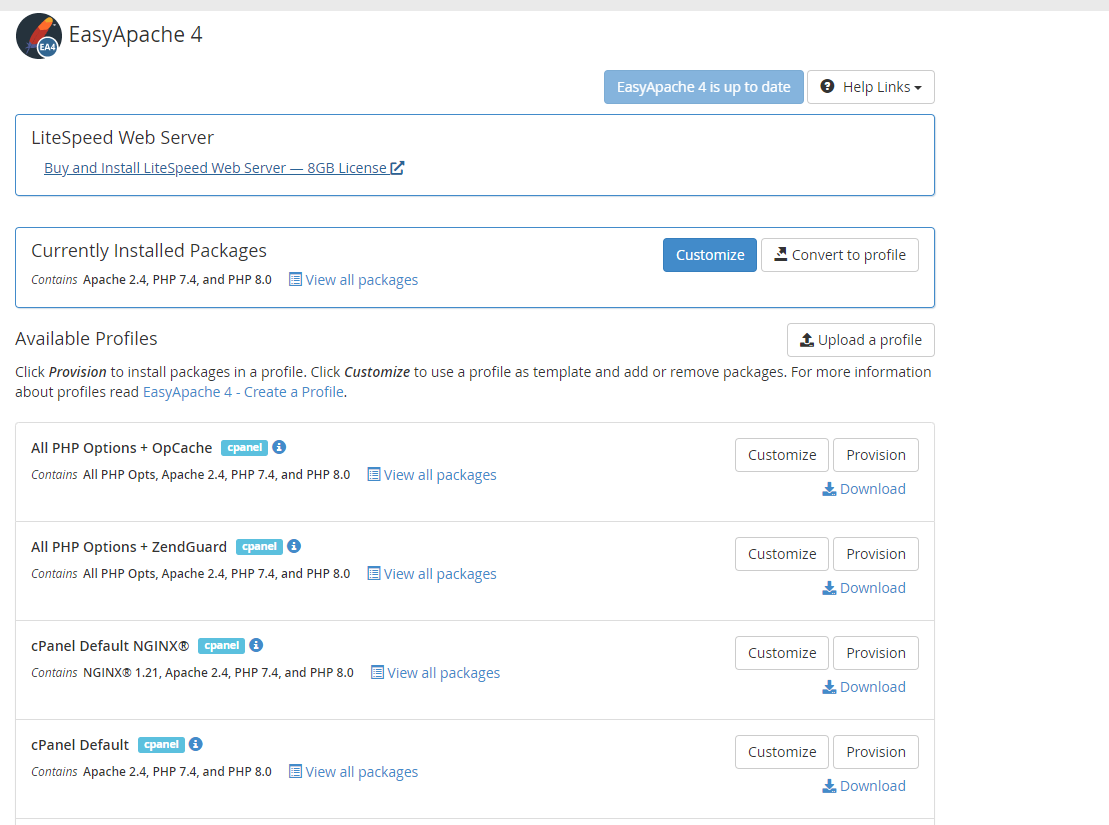 EA4
EasyApache 4
EasyApache 4 is up to date
Help Links
LiteSpeed Web Server
Buy and Install LiteSpeed Web Server — 8GB License
Currently Installed Packages
Customize
Convert to profile
Contains Apache 2.4, PHP 7.4, and PHP 8.0 View all packages
Available Profiles
Upload a profile
Click Provision to install packages in a profile. Click Customize to use a profile as template and add or remove packages. For more information
about profiles read EasyApache 4 - Create a Profile.
All PHP Options + OpCache cpanel
Customize
Provision
Contains All PHP Opts, Apache 2.4, PHP 7.4, and PHP 8.0 View all packages
Download
All PHP Options + ZendGuard cpanel
Customize
Provision
Contains All PHP Opts, Apache 2.4, PHP 7.4, and PHP 8.0 View all packages
Download
cPanel Default NGINX® cpanel
Customize
Provision
Contains NGINX® 1.21, Apache 2.4, PHP 7.4, and PHP 8.0 View all packages
Download
cPanel Default cpanel
Customize
Provision
Contains Apache 2.4, PHP 7.4, and PHP 8.0 View all packages
Download